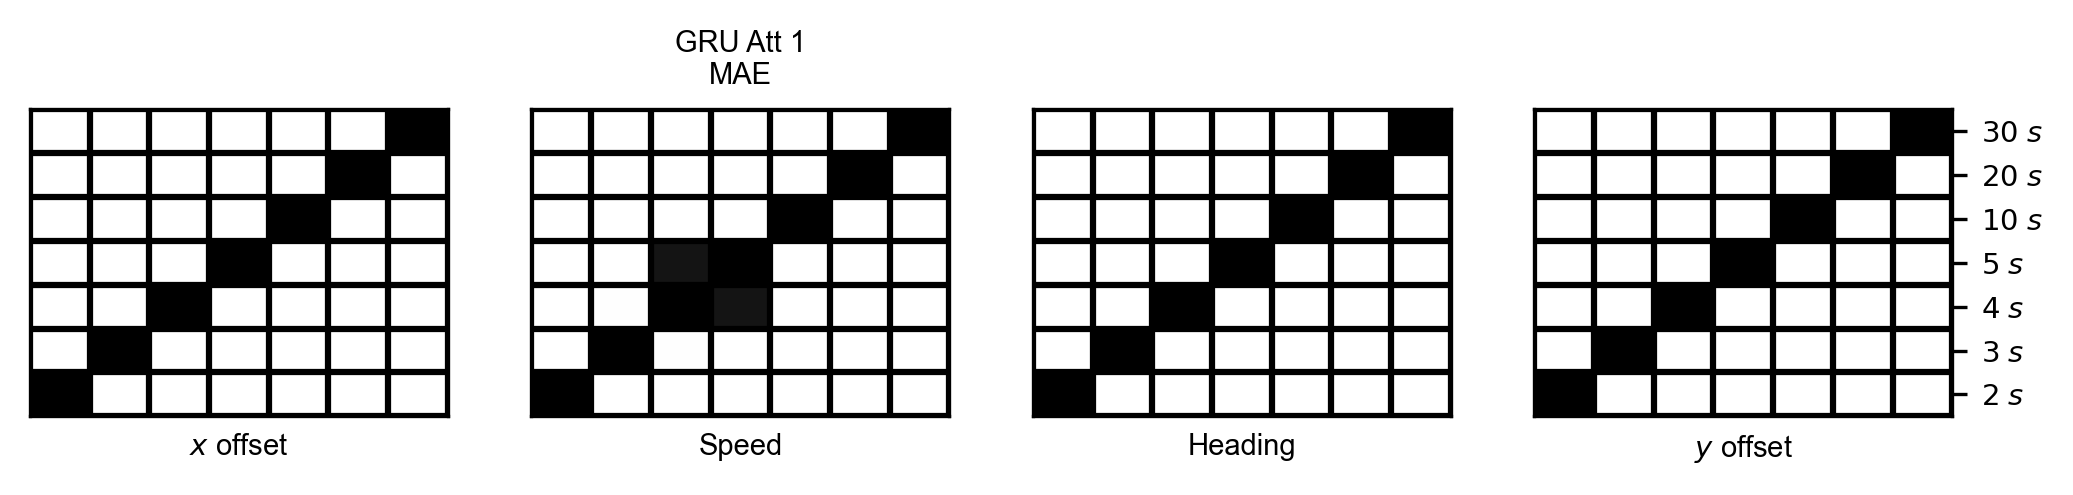 GRU Att 1
MAE
30 s
20 s
10 s
5 s
4 s
3 s
2 s
x offset
Speed
Heading
y offset